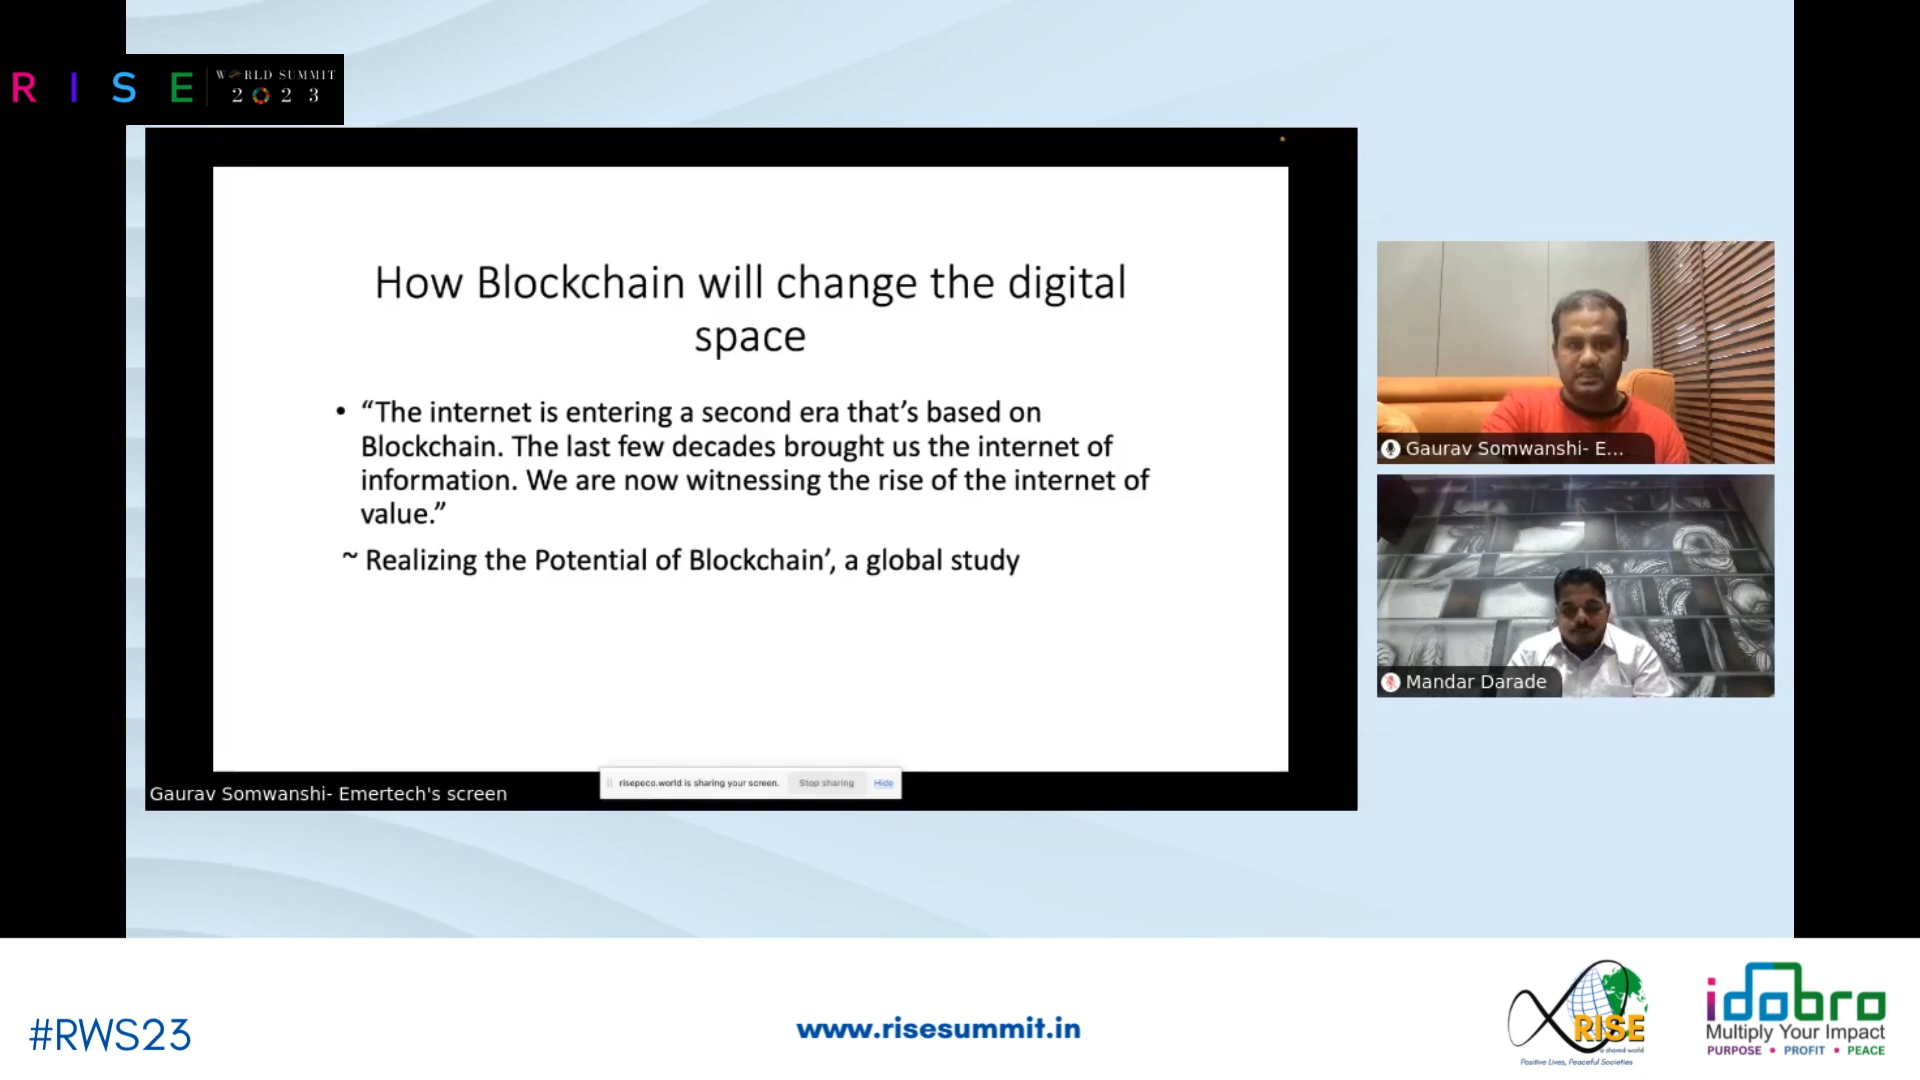 R I S E
WORLD SUMMIT
2023
How Blockchain will change the digital
space
• “The internet is entering a second era that’s based on
Blockchain. The last few decades brought us the internet of
information. We are now witnessing the rise of the internet of
value.”
~ Realizing the Potential of Blockchain’, a global study
risepeco.world is sharing your screen. Stop sharing Hide
Gaurav Somwanshi- Emertech's screen
Gaurav Somwanshi- E...
Mandar Darade
#RWS23
www.risesummit.in
RISE
a shared world
Positive Lives, Peaceful Societies
idobro
Multiply Your Impact
PURPOSE • PROFIT • PEACE